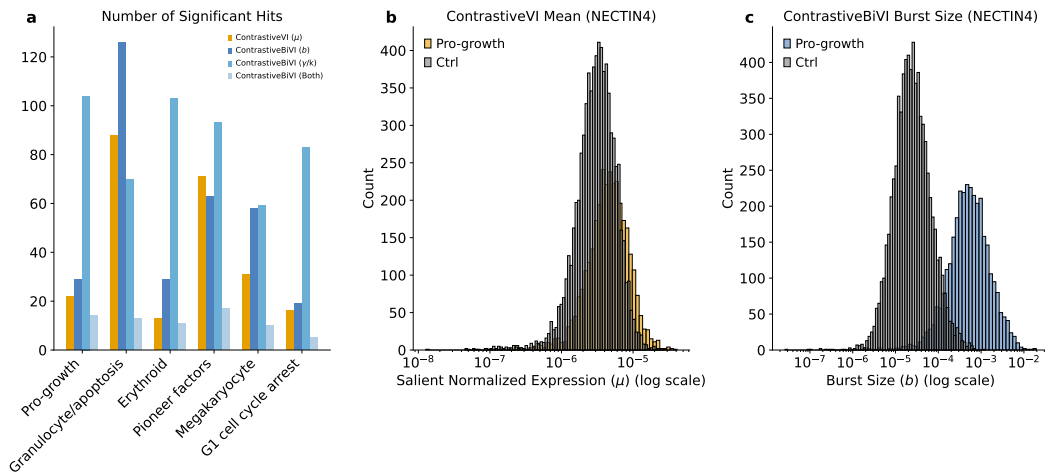 a
Number of Significant Hits
ContrastiveVI (μ)
ContrastiveBiVI (b)
ContrastiveBiVI (γ/k)
ContrastiveBiVI (Both)
120
100
80
60
40
20
0
Pro-growth
Granulocyte/apoptosis
Erythroid
Pioneer factors
Megakaryocyte
G1 cell cycle arrest
b
ContrastiveVI Mean (NECTIN4)
Pro-growth
Ctrl
Count
400
350
300
250
200
150
100
50
0
10⁻⁸ 10⁻⁷ 10⁻⁶ 10⁻⁵
Salient Normalized Expression (μ) (log scale)
c
ContrastiveBiVI Burst Size (NECTIN4)
Pro-growth
Ctrl
Count
400
350
300
250
200
150
100
50
0
10⁻⁷ 10⁻⁶ 10⁻⁵ 10⁻⁴ 10⁻³ 10⁻²
Burst Size (b) (log scale)